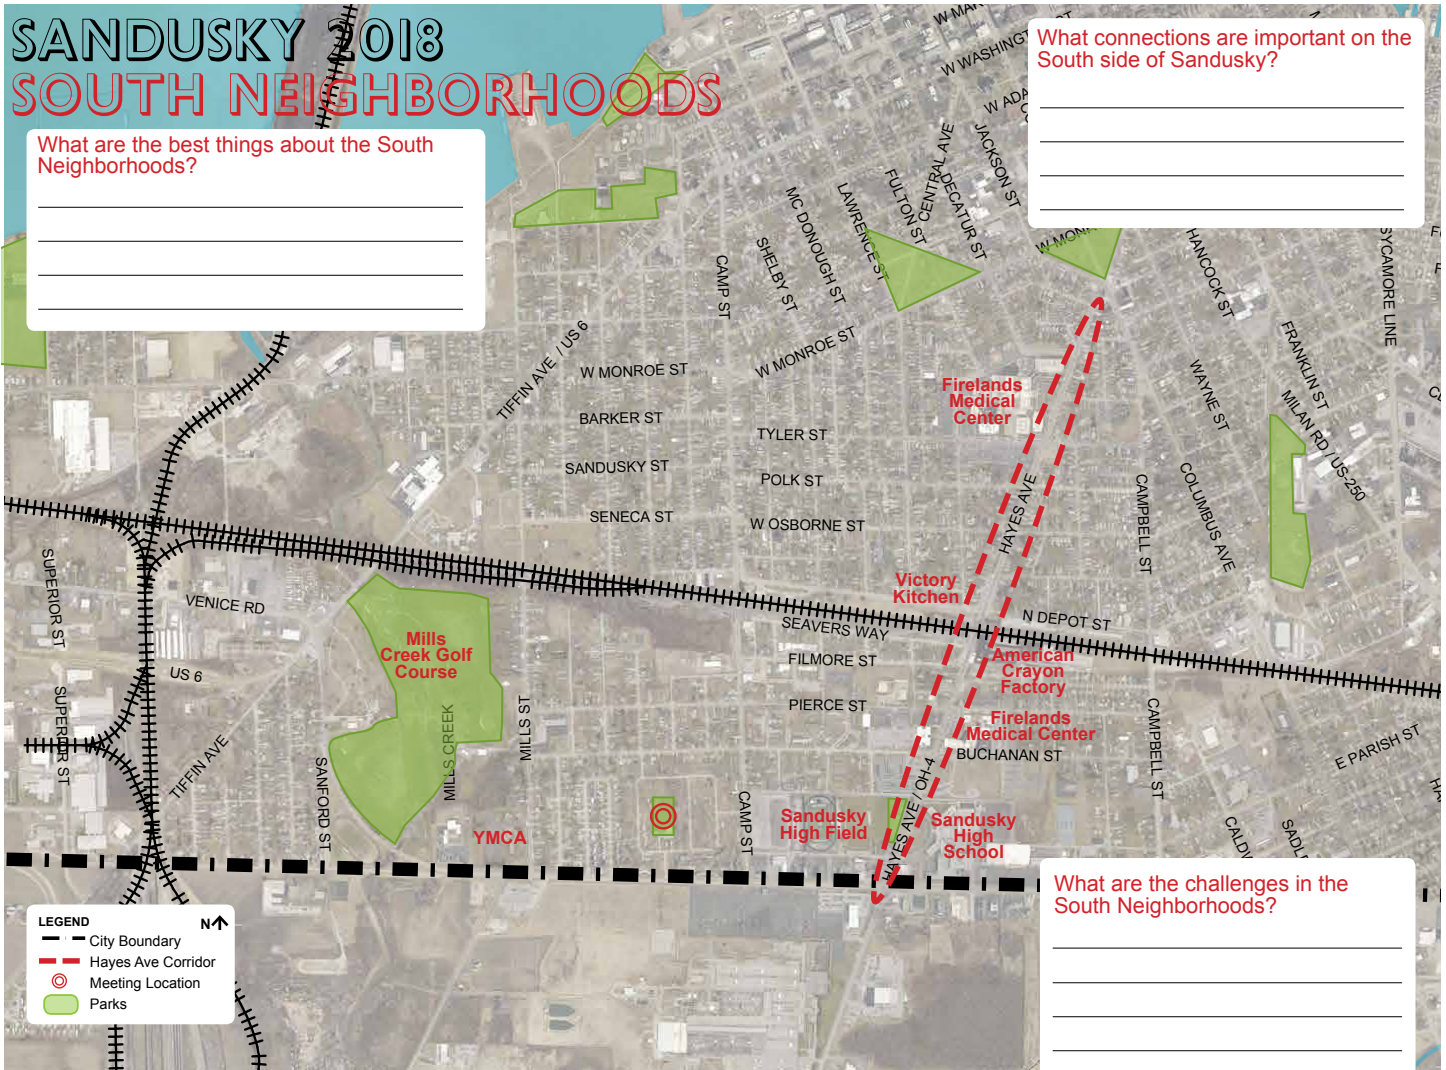 SANDUSKY 2018
SOUTH NEIGHBORHOODS
What are the best things about the South
Neighborhoods?
What connections are important on the
South side of Sandusky?
W WASHINGT
W ADA
CENTRAL AVE
JACKSON ST
FULTON ST
DECATUR ST
LAWRENCE ST
MC DONOUGH ST
SHELBY ST
CAMP ST
W MONR
HANCOCK ST
SYCAMORE LINE
FRANKLIN ST
MILAN RD / US-250
WAYNE ST
COLUMBUS AVE
CAMPBELL ST
TIFFIN AVE / US 6
W MONROE ST
W MONROE ST
BARKER ST
TYLER ST
SANDUSKY ST
POLK ST
SENECA ST
W OSBORNE ST
Firelands
Medical
Center
HAYES AVE
Victory
Kitchen
N DEPOT ST
SEAVERS WAY
FILMORE ST
PIERCE ST
American
Crayon
Factory
Firelands
Medical Center
BUCHANAN ST
CAMPBELL ST
E PARISH ST
SUPERIOR ST
VENICE RD
US 6
SUPERIOR ST
TIFFIN AVE
SANFORD ST
Mills
Creek Golf
Course
MILLS CREEK
MILLS ST
YMCA
CAMP ST
Sandusky
High Field
HAYES AVE / OH-4
Sandusky
High
School
CALDW
SADL
What are the challenges in the
South Neighborhoods?
LEGEND
N
City Boundary
Hayes Ave Corridor
Meeting Location
Parks